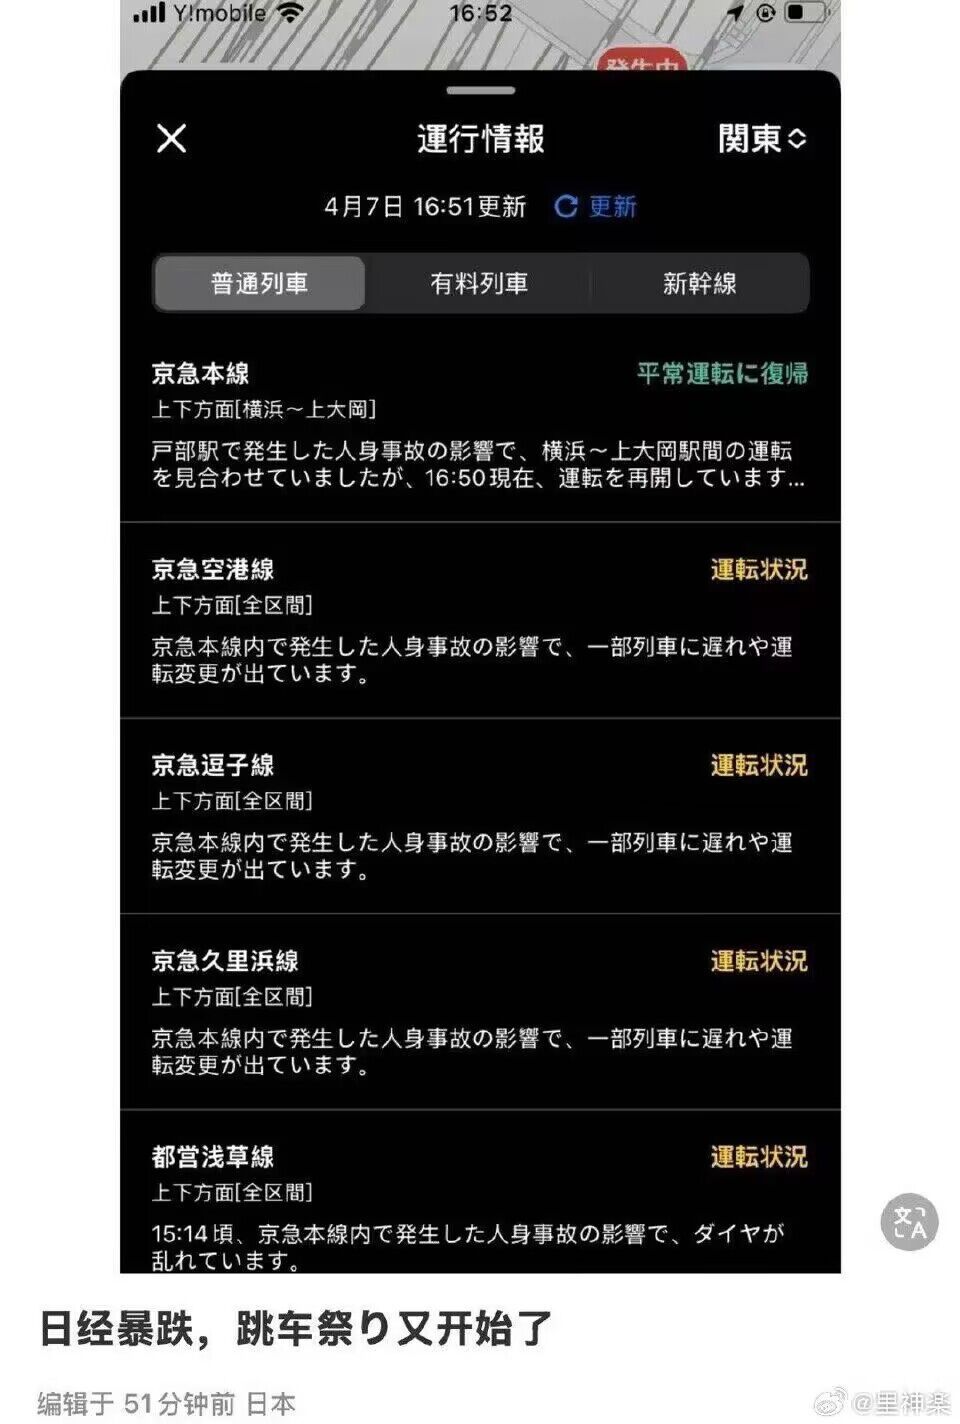 Y!mobile
16:52
発生中
運行情報
関東
4月7日 16:51更新
更新
普通列車
有料列車
新幹線
京急本線
平常運転に復帰
上下方面[横浜～上大岡]
戸部駅で発生した人身事故の影響で、横浜～上大岡駅間の運転
を見合わせていましたが、16:50現在、運転を再開しています...
京急空港線
運転状況
上下方面[全区間]
京急本線内で発生した人身事故の影響で、一部列車に遅れや運
転変更が出ています。
京急逗子線
運転状況
上下方面[全区間]
京急本線内で発生した人身事故の影響で、一部列車に遅れや運
転変更が出ています。
京急久里浜線
運転状況
上下方面[全区間]
京急本線内で発生した人身事故の影響で、一部列車に遅れや運
転変更が出ています。
都営浅草線
運転状況
上下方面[全区間]
15:14頃、京急本線内で発生した人身事故の影響で、ダイヤが
乱れています。
文A
日经暴跌，跳车祭り又开始了
编辑于 51分钟前 日本
@里神楽